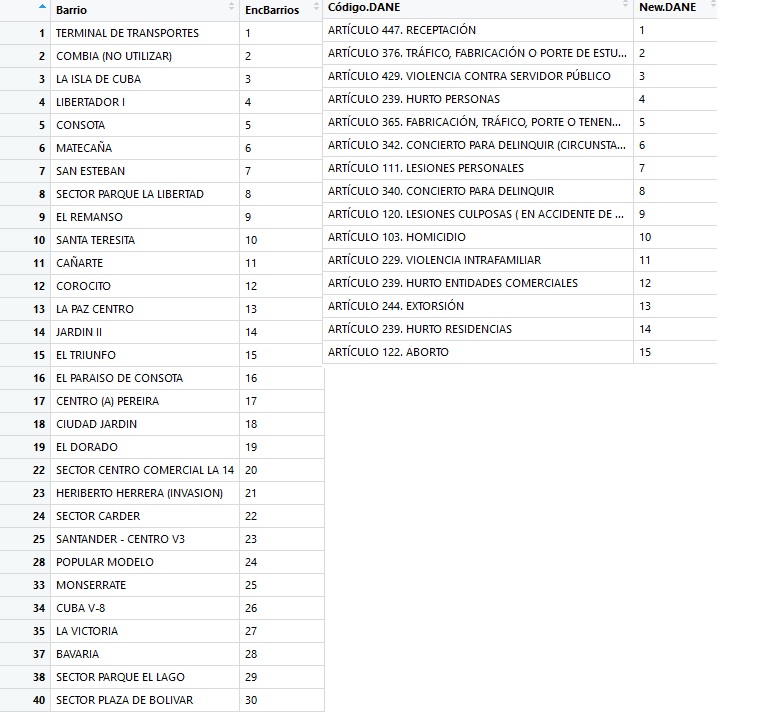 Barrio EncBarrios
1 TERMINAL DE TRANSPORTES 1
2 COMBIA (NO UTILIZAR) 2
3 LA ISLA DE CUBA 3
4 LIBERTADOR I 4
5 CONSOTA 5
6 MATECAÑA 6
7 SAN ESTEBAN 7
8 SECTOR PARQUE LA LIBERTAD 8
9 EL REMANSO 9
10 SANTA TERESITA 10
11 CAÑARTE 11
12 COROCITO 12
13 LA PAZ CENTRO 13
14 JARDIN II 14
15 EL TRIUNFO 15
16 EL PARAISO DE CONSOTA 16
17 CENTRO (A) PEREIRA 17
18 CIUDAD JARDIN 18
19 EL DORADO 19
22 SECTOR CENTRO COMERCIAL LA 14 20
23 HERIBERTO HERRERA (INVASION) 21
24 SECTOR CARDER 22
25 SANTANDER - CENTRO V3 23
28 POPULAR MODELO 24
33 MONSERRATE 25
34 CUBA V-8 26
35 LA VICTORIA 27
37 BAVARIA 28
38 SECTOR PARQUE EL LAGO 29
40 SECTOR PLAZA DE BOLIVAR 30
Código.DANE New.DANE
ARTÍCULO 447. RECEPTACIÓN 1
ARTÍCULO 376. TRÁFICO, FABRICACIÓN O PORTE DE ESTU... 2
ARTÍCULO 429. VIOLENCIA CONTRA SERVIDOR PÚBLICO 3
ARTÍCULO 239. HURTO PERSONAS 4
ARTÍCULO 365. FABRICACIÓN, TRÁFICO, PORTE O TENEN... 5
ARTÍCULO 342. CONCIERTO PARA DELINQUIR (CIRCUNSTA... 6
ARTÍCULO 111. LESIONES PERSONALES 7
ARTÍCULO 340. CONCIERTO PARA DELINQUIR 8
ARTÍCULO 120. LESIONES CULPOSAS ( EN ACCIDENTE DE ... 9
ARTÍCULO 103. HOMICIDIO 10
ARTÍCULO 229. VIOLENCIA INTRAFAMILIAR 11
ARTÍCULO 239. HURTO ENTIDADES COMERCIALES 12
ARTÍCULO 244. EXTORSIÓN 13
ARTÍCULO 239. HURTO RESIDENCIAS 14
ARTÍCULO 122. ABORTO 15